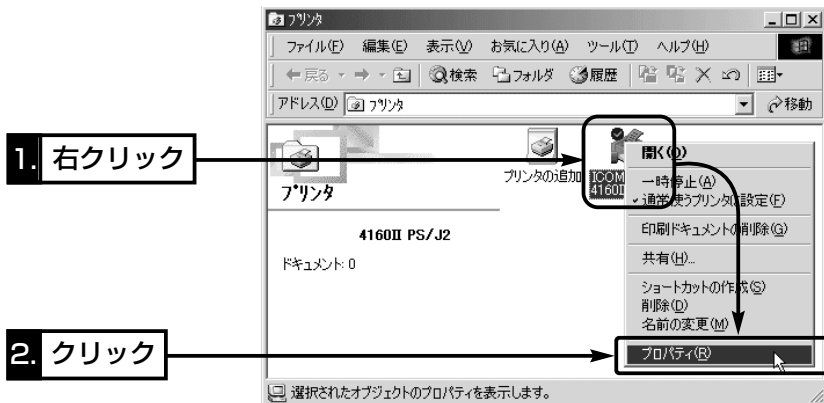 プリンタ
ファイル(F) 編集(E) 表示(V) お気に入り(A) ツール(T) ヘルプ(H)
戻る 検索 フォルダ 履歴
アドレス(D) プリンタ 移動
1. 右クリック
プリンタ
プリンタの追加
ICOM
4160II
4160II PS/J2
ドキュメント: 0
開く(O)
一時停止(A)
通常使うプリンタに設定(F)
印刷ドキュメントの削除(G)
共有(H)...
ショートカットの作成(S)
削除(D)
名前の変更(M)
プロパティ(R)
2. クリック
選択されたオブジェクトのプロパティを表示します。